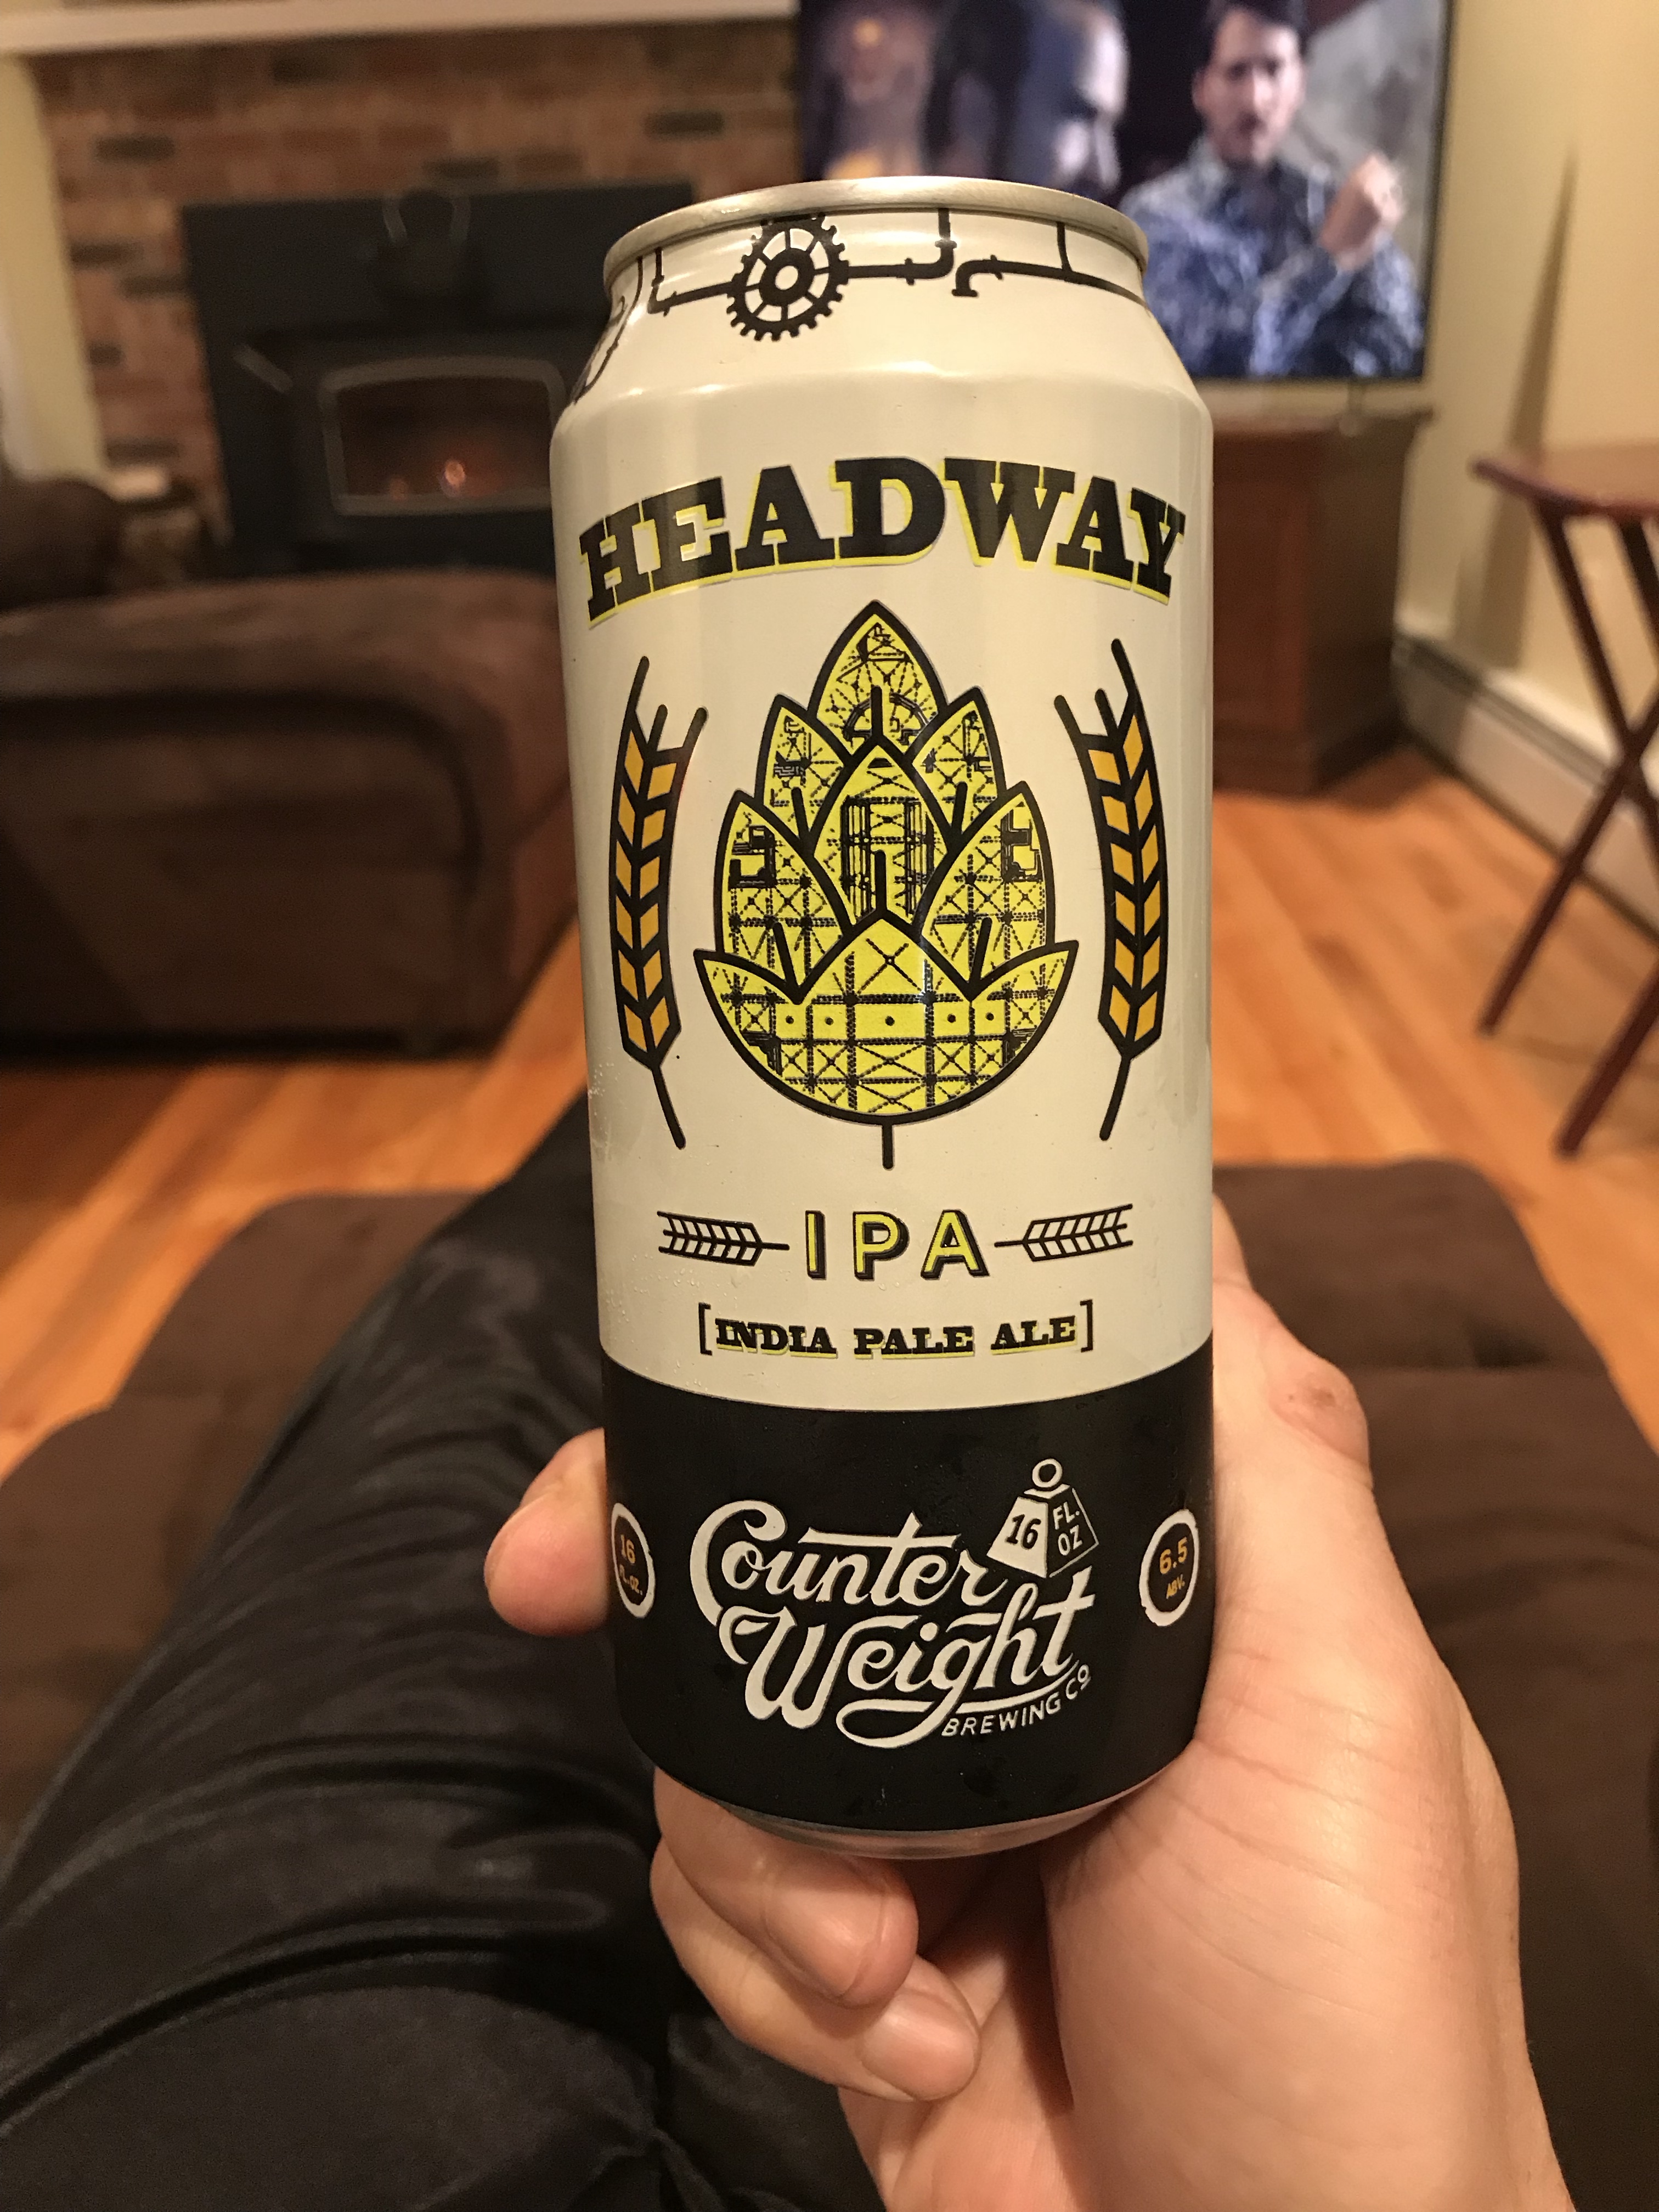 HEADWAY
IPA
[INDIA PALE ALE]
16 FL. OZ
16
FL. OZ.
Counter
Weight
BREWING CO
6.5
ABV.